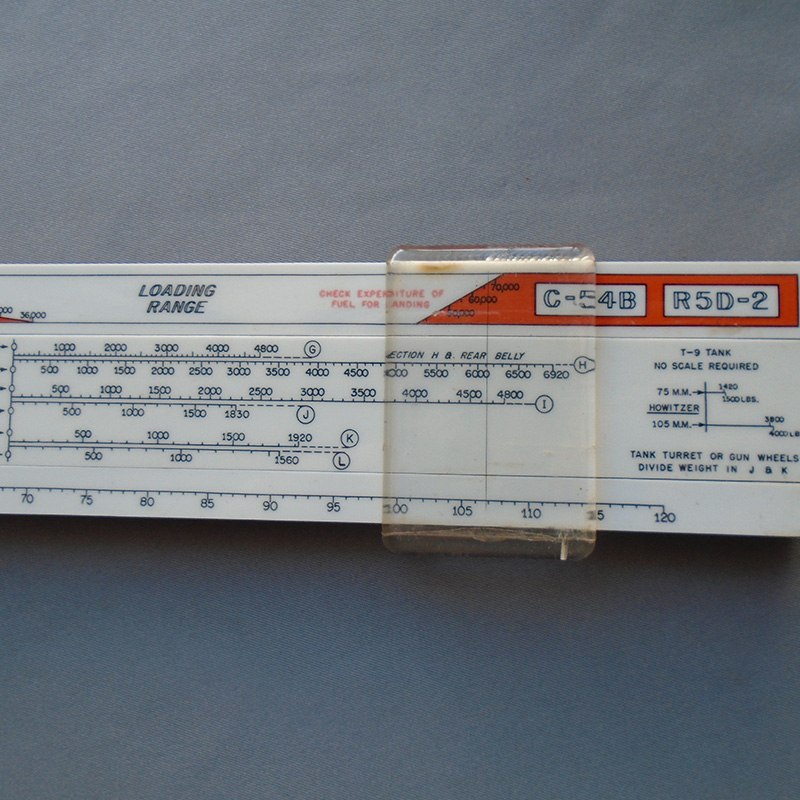 LOADING
RANGE
CHECK EXPENDITURE OF
FUEL FOR LANDING
70,000
60,000
C-54B R5D-2
36,000
1000 2000 3000 4000 4800 G
SECTION H & REAR BELLY
500 1000 1500 2000 2500 3000 3500 4000 4500 5000 5500 6000 6500 6920 H
500 1000 1500 2000 2500 3000 3500 4000 4500 4800 I
500 1000 1500 1830 J
500 1000 1500 1920 K
500 1000 1560 L
T-9 TANK
NO SCALE REQUIRED
75 M.M. 1420
1500 LBS.
HOWITZER
105 M.M. 3800
4000 LB
TANK TURRET OR GUN WHEELS
DIVIDE WEIGHT IN J & K
70 75 80 85 90 95 100 105 110 115 120